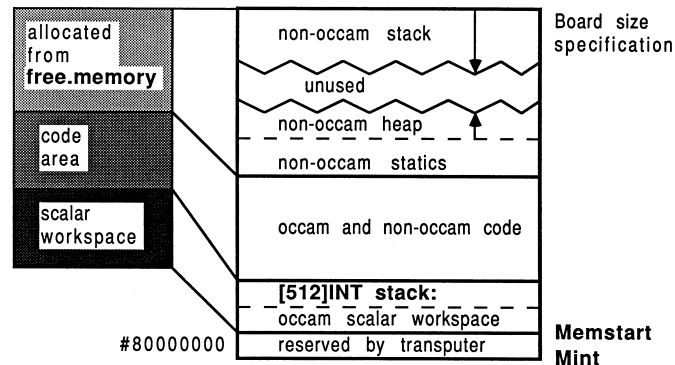 allocated
from
free.memory
code
area
scalar
workspace
non-occam stack
unused
non-occam heap
non-occam statics
occam and non-occam code
[512]INT stack:
occam scalar workspace
reserved by transputer
#80000000
Board size
specification
Memstart
Mint